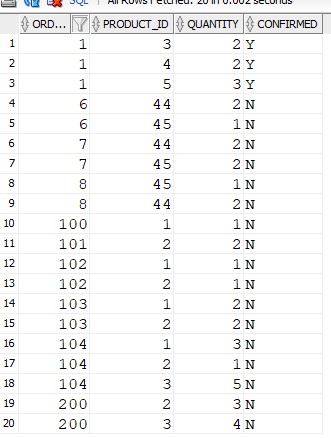 SQL | All Rows Fetched: 20 in 0.002 seconds
ORD... PRODUCT_ID QUANTITY CONFIRMED
1 1 3 2 Y
2 1 4 2 Y
3 1 5 3 Y
4 6 44 2 N
5 6 45 1 N
6 7 44 2 N
7 7 45 2 N
8 8 45 1 N
9 8 44 2 N
10 100 1 1 N
11 101 2 2 N
12 102 1 1 N
13 102 2 1 N
14 103 1 2 N
15 103 2 2 N
16 104 1 3 N
17 104 2 1 N
18 104 3 5 N
19 200 2 3 N
20 200 3 4 N